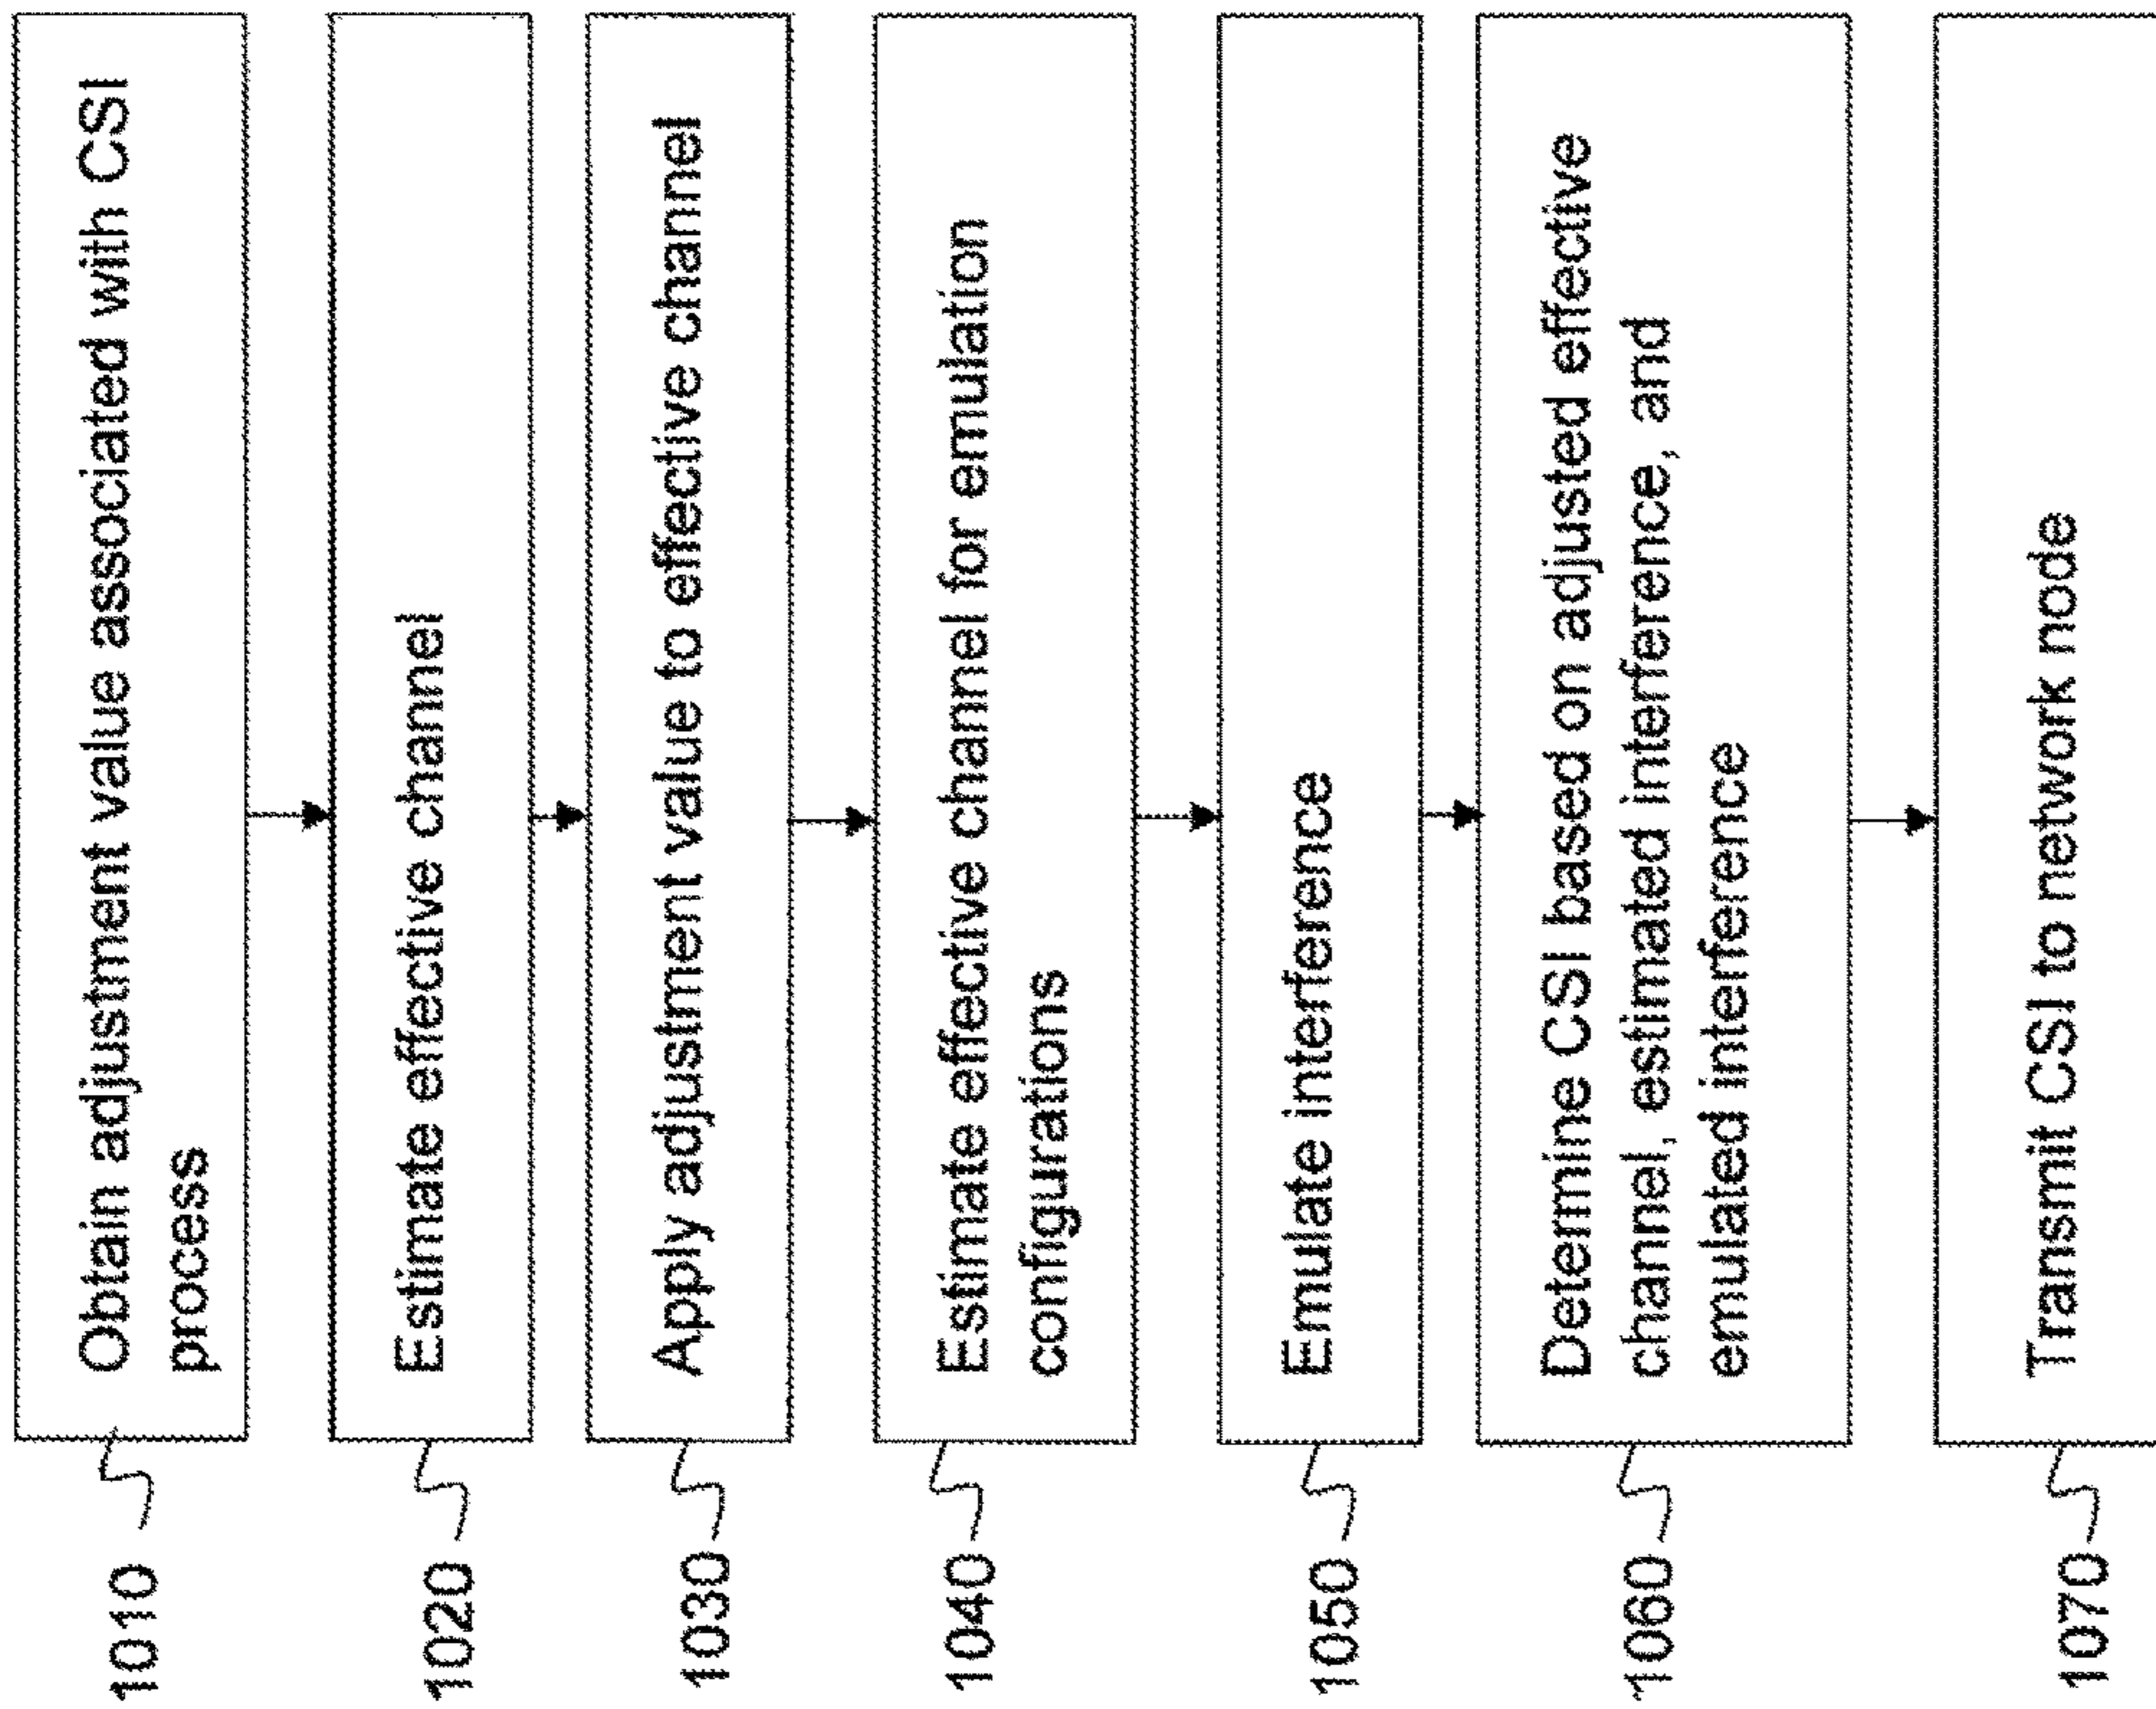 1010
Obtain adjustment value associated with CSI
process
1020
Estimate effective channel
1030
Apply adjustment value to effective channel
1040
Estimate effective channel for emulation
configurations
1050
Emulate interference
1060
Determine CSI based on adjusted effective
channel, estimated interference, and
emulated interference
1070
Transmit CSI to network node